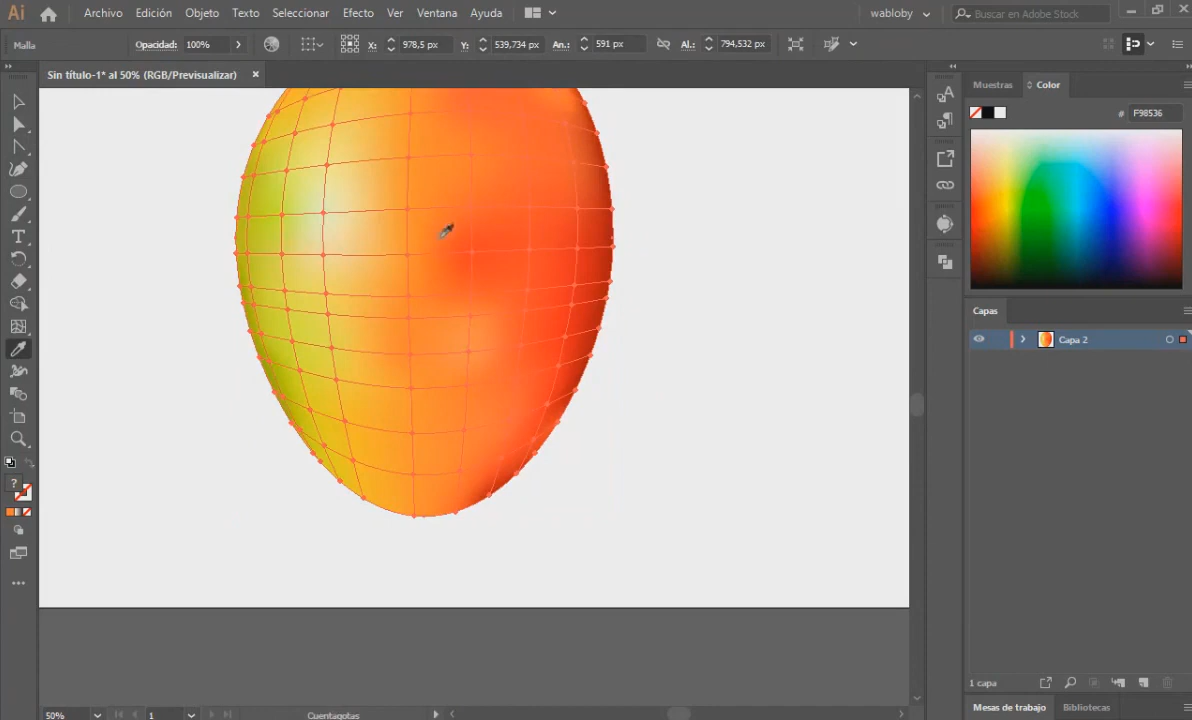 Ai
Archivo Edición Objeto Texto Seleccionar Efecto Ver Ventana Ayuda
wabloby
Buscar en Adobe Stock
Malla
Opacidad: 100%
X: 978,5 px
Y: 539,734 px
An.: 591 px
Al.: 794,532 px
Sin título-1* al 50% (RGB/Previsualizar)
Muestras
Color
# F98536
Capas
Capa 2
1 capa
Mesas de trabajo
Bibliotecas
50%
1
Cuentagotas